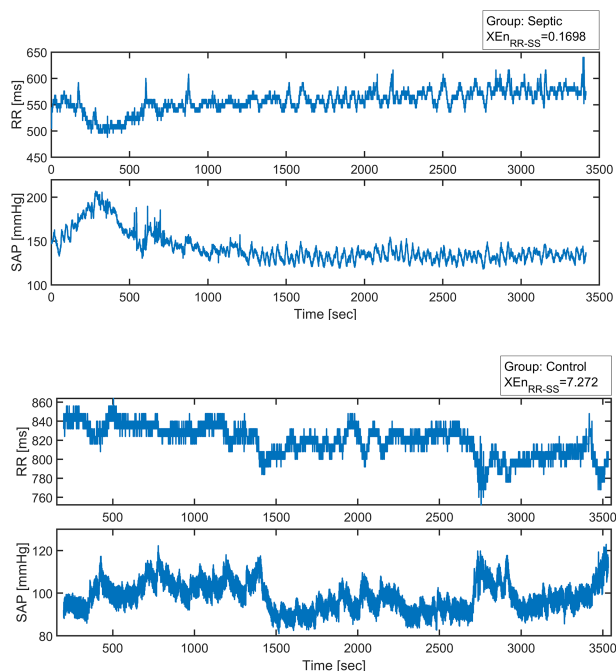 Group: Septic
XEnRR-SS=0.1698
650
600
550
500
450
RR [ms]
0 500 1000 1500 2000 2500 3000 3500
200
150
100
SAP [mmHg]
0 500 1000 1500 2000 2500 3000 3500
Time [sec]
Group: Control
XEnRR-SS=7.272
860
840
820
800
780
760
RR [ms]
500 1000 1500 2000 2500 3000 3500
120
100
80
SAP [mmHg]
500 1000 1500 2000 2500 3000 3500
Time [sec]